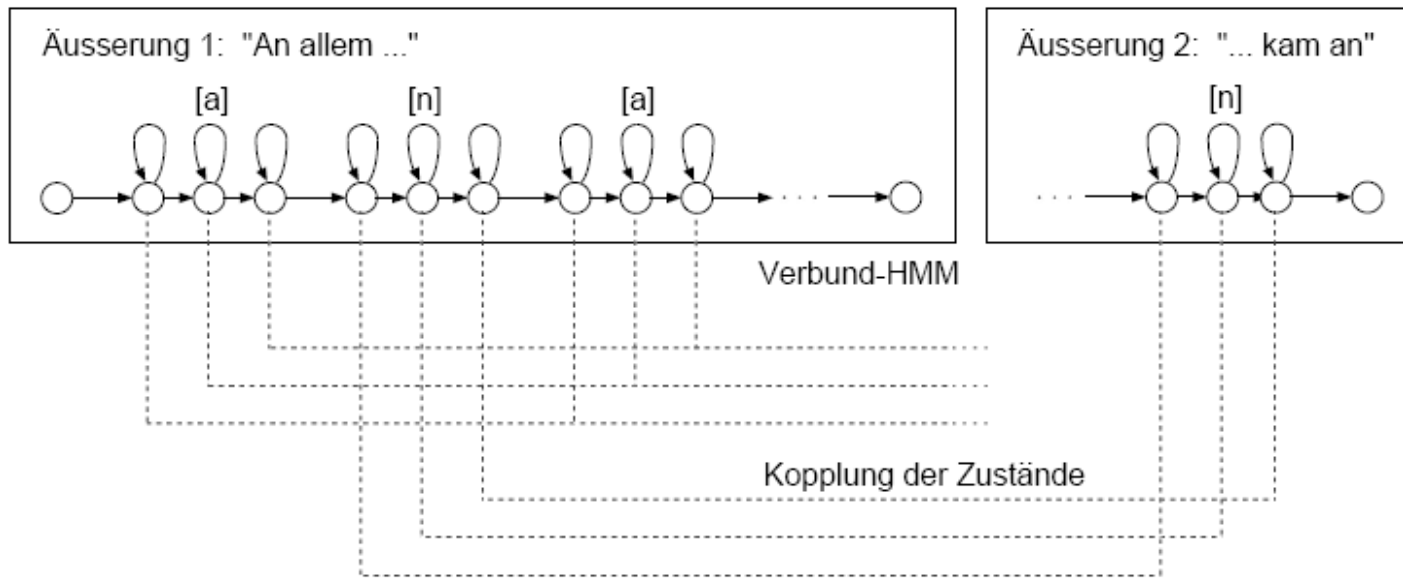 Äusserung 1: "An allem ..."
[a] [n] [a]
. . .
Äusserung 2: "... kam an"
[n]
. . .
Verbund-HMM
Kopplung der Zustände